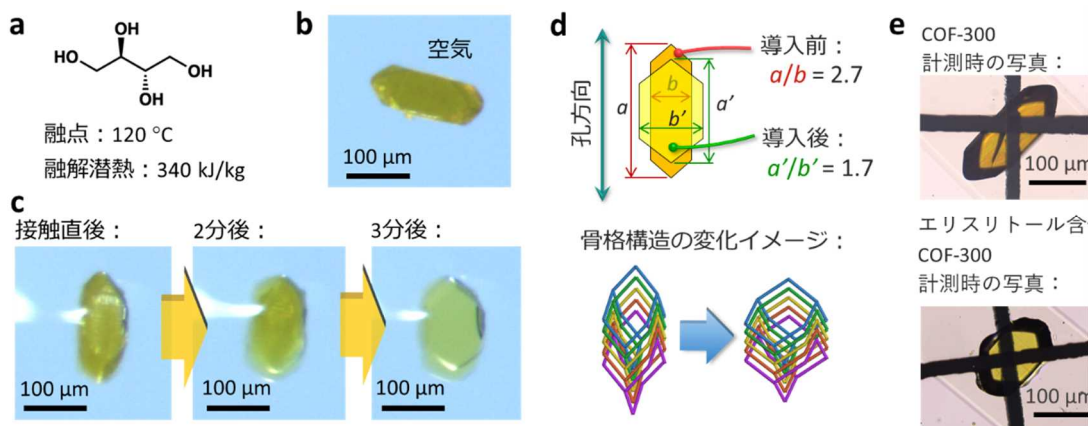 a
OH
HO
OH
OH
融点：120 °C
融解潜熱：340 kJ/kg
b
空気
100 µm
c
接触直後：
2分後：
3分後：
100 µm
100 µm
100 µm
d
孔方向
a
b
b'
a'
導入前：
a/b = 2.7
導入後：
a'/b' = 1.7
骨格構造の変化イメージ：
e
COF-300
計測時の写真：
100 µm
エリスリトール含
COF-300
計測時の写真：
100 µm